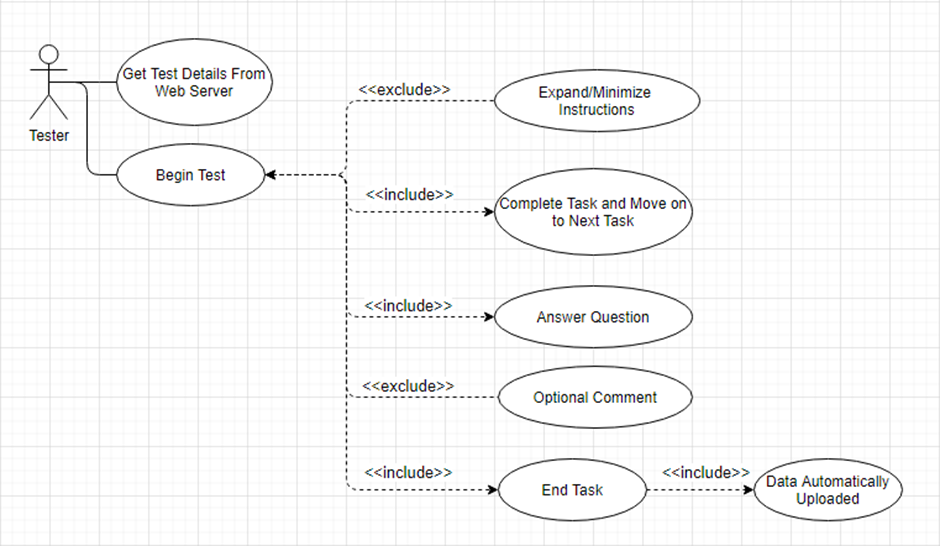 Get Test Details From
Web Server
Tester
Begin Test
<<exclude>>
Expand/Minimize
Instructions
<<include>>
Complete Task and Move on
to Next Task
<<include>>
Answer Question
<<exclude>>
Optional Comment
<<include>>
End Task
<<include>>
Data Automatically
Uploaded